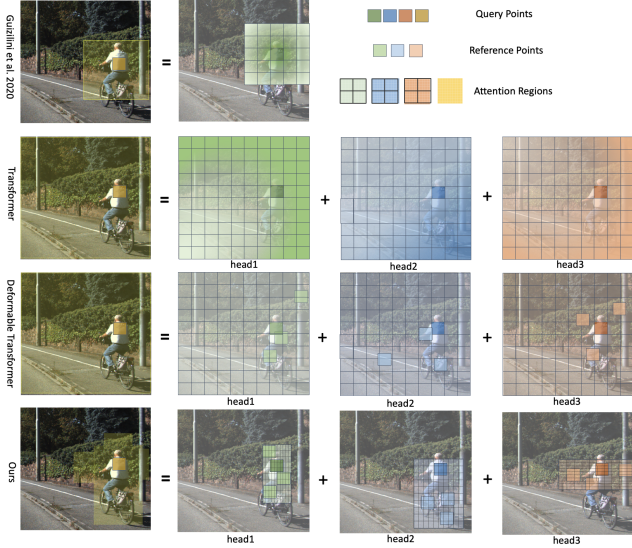 Guizilini et al. 2020
=
Query Points
Reference Points
Attention Regions
Transformer
=
+
+
head1
head2
head3
Deformable Transformer
=
+
+
head1
head2
head3
Ours
=
+
+
head1
head2
head3